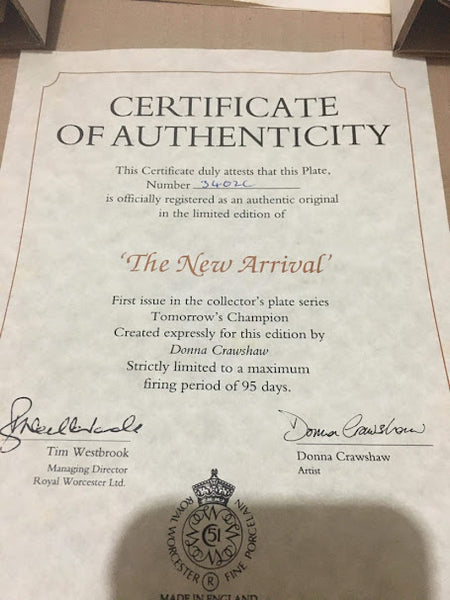 CERTIFICATE
OF AUTHENTICITY
This Certificate duly attests that this Plate,
Number 3402C
is officially registered as an authentic original
in the limited edition of
'The New Arrival'
First issue in the collector's plate series
Tomorrow's Champion
Created expressly for this edition by
Donna Crawshaw
Strictly limited to a maximum
firing period of 95 days.
Donna Crawshaw
Tim Westbrook
Managing Director
Royal Worcester Ltd.
Donna Crawshaw
Artist
ROYAL WORCESTER
FINE PORCELAIN
51
R
MADE IN ENGLAND